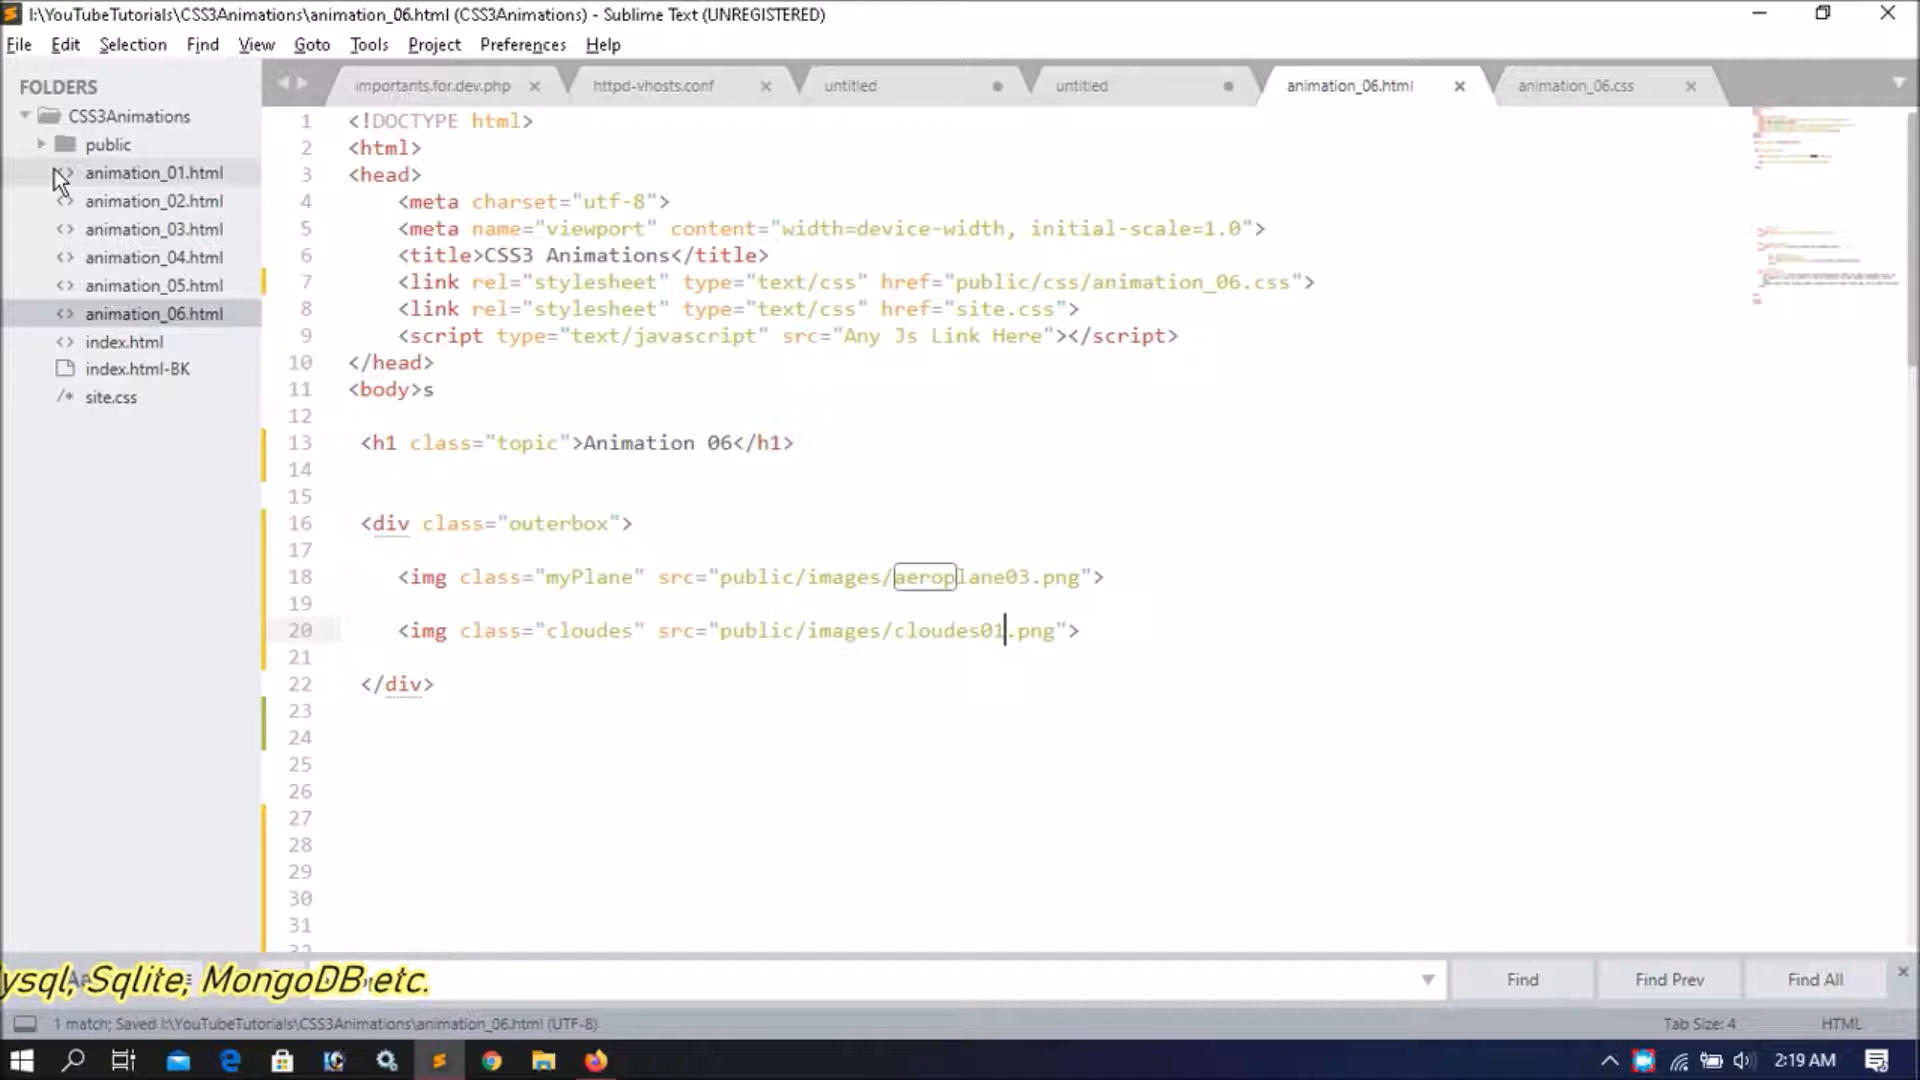 I:\YouTubeTutorials\CSS3Animations\animation_06.html (CSS3Animations) - Sublime Text (UNREGISTERED)
File Edit Selection Find View Goto Tools Project Preferences Help
FOLDERS
CSS3Animations
public
animation_01.html
animation_02.html
animation_03.html
animation_04.html
animation_05.html
animation_06.html
index.html
index.html-BK
site.css
importants.for.dev.php
httpd-vhosts.conf
untitled
untitled
animation_06.html
animation_06.css
1 <!DOCTYPE html>
2 <html>
3 <head>
4 <meta charset="utf-8">
5 <meta name="viewport" content="width=device-width, initial-scale=1.0">
6 <title>CSS3 Animations</title>
7 <link rel="stylesheet" type="text/css" href="public/css/animation_06.css">
8 <link rel="stylesheet" type="text/css" href="site.css">
9 <script type="text/javascript" src="Any Js Link Here"></script>
10 </head>
11 <body>s
12
13 <h1 class="topic">Animation 06</h1>
14
15
16 <div class="outerbox">
17
18 <img class="myPlane" src="public/images/aeroplane03.png">
19
20 <img class="cloudes" src="public/images/cloudes01.png">
21
22 </div>
23
24
25
26
27
28
29
30
31
32
ysql, Sqlite, MongoDB etc.
Find
Find Prev
Find All
1 match; Saved I:\YouTubeTutorials\CSS3Animations\animation_06.html (UTF-8)
Tab Size: 4
HTML
2:19 AM